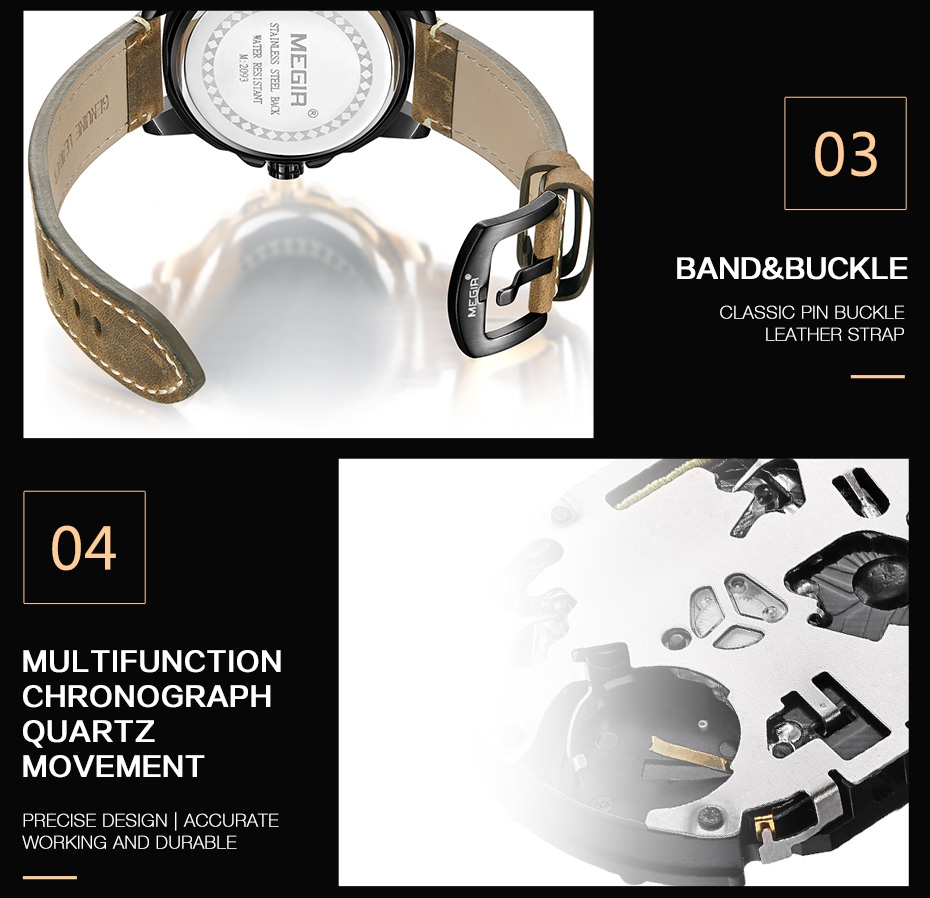 MEGIR®
STAINLESS STEEL BACK
WATER RESISTANT
M:2093
GENUINE
MEGIR®
03
BAND&BUCKLE
CLASSIC PIN BUCKLE
LEATHER STRAP
04
MULTIFUNCTION
CHRONOGRAPH
QUARTZ
MOVEMENT
PRECISE DESIGN | ACCURATE
WORKING AND DURABLE